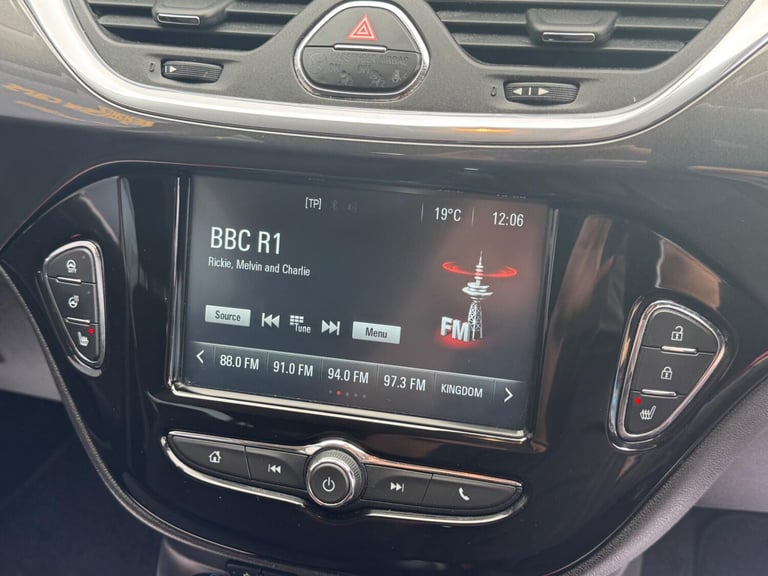 [TP] 19°C 12:06
BBC R1
Rickie, Melvin and Charlie
FM
Source Tune Menu
88.0 FM 91.0 FM 94.0 FM 97.3 FM KINGDOM